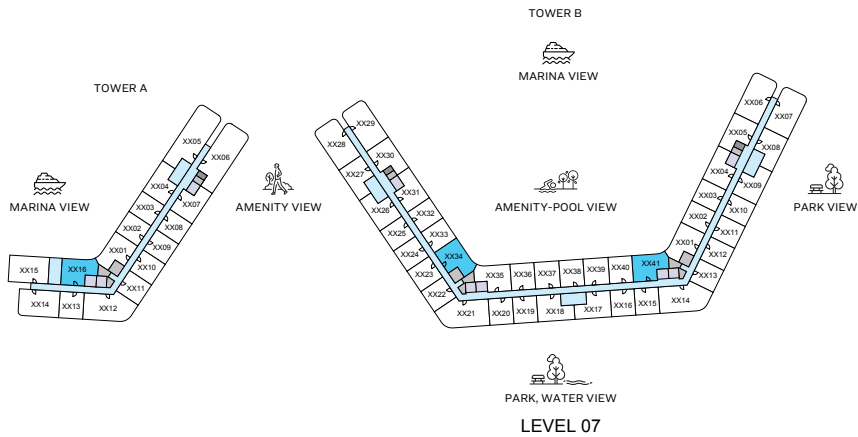 TOWER B
MARINA VIEW
TOWER A
MARINA VIEW
AMENITY VIEW
AMENITY-POOL VIEW
PARK VIEW
XX05
XX06
XX04
XX07
XX03
XX08
XX02
XX09
XX01
XX10
XX16
XX15
XX11
XX14
XX13
XX12
XX29
XX28
XX30
XX27
XX31
XX26
XX32
XX25
XX33
XX24
XX34
XX23
XX22
XX21
XX35
XX36
XX37
XX38
XX39
XX40
XX41
XX20
XX19
XX18
XX17
XX16
XX15
XX14
XX06
XX07
XX05
XX08
XX04
XX09
XX03
XX10
XX02
XX11
XX01
XX12
XX13
PARK, WATER VIEW
LEVEL 07